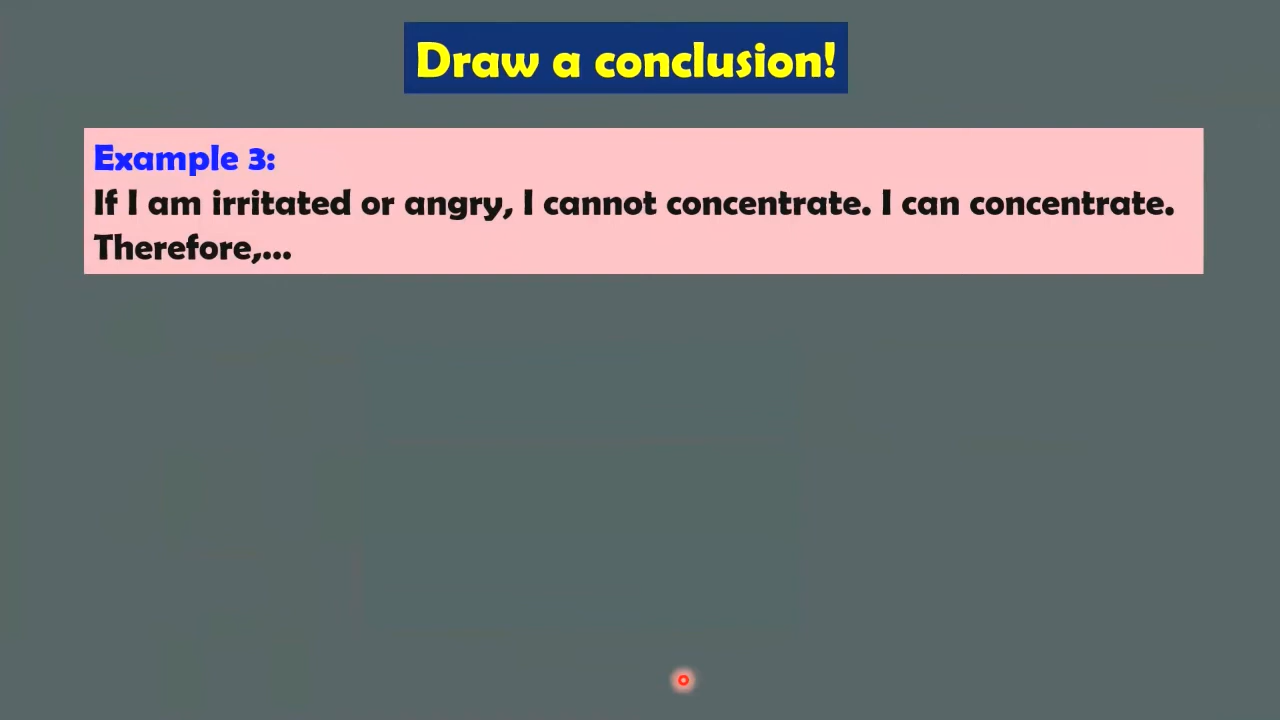 Draw a conclusion!
Example 3:
If I am irritated or angry, I cannot concentrate. I can concentrate.
Therefore,...